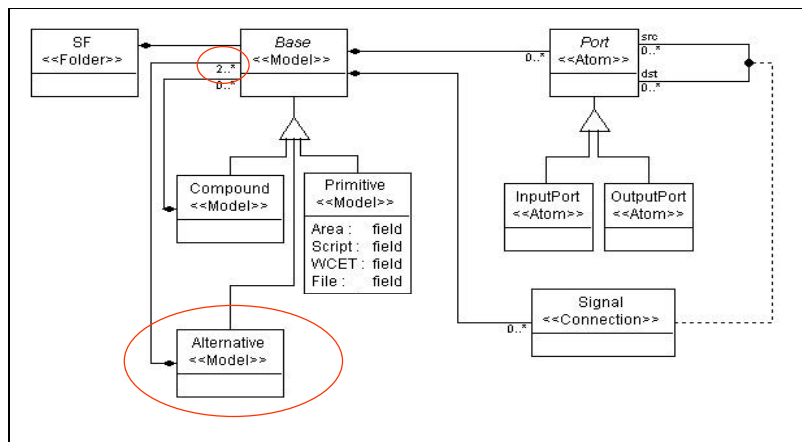 SF
<<Folder>>
Base
<<Model>>
2..*
0..*
0..*
Port
<<Atom>>
src
0..*
dst
0..*
Compound
<<Model>>
Primitive
<<Model>>
Area : field
Script : field
WCET : field
File : field
InputPort
<<Atom>>
OutputPort
<<Atom>>
Alternative
<<Model>>
Signal
<<Connection>>
0..*